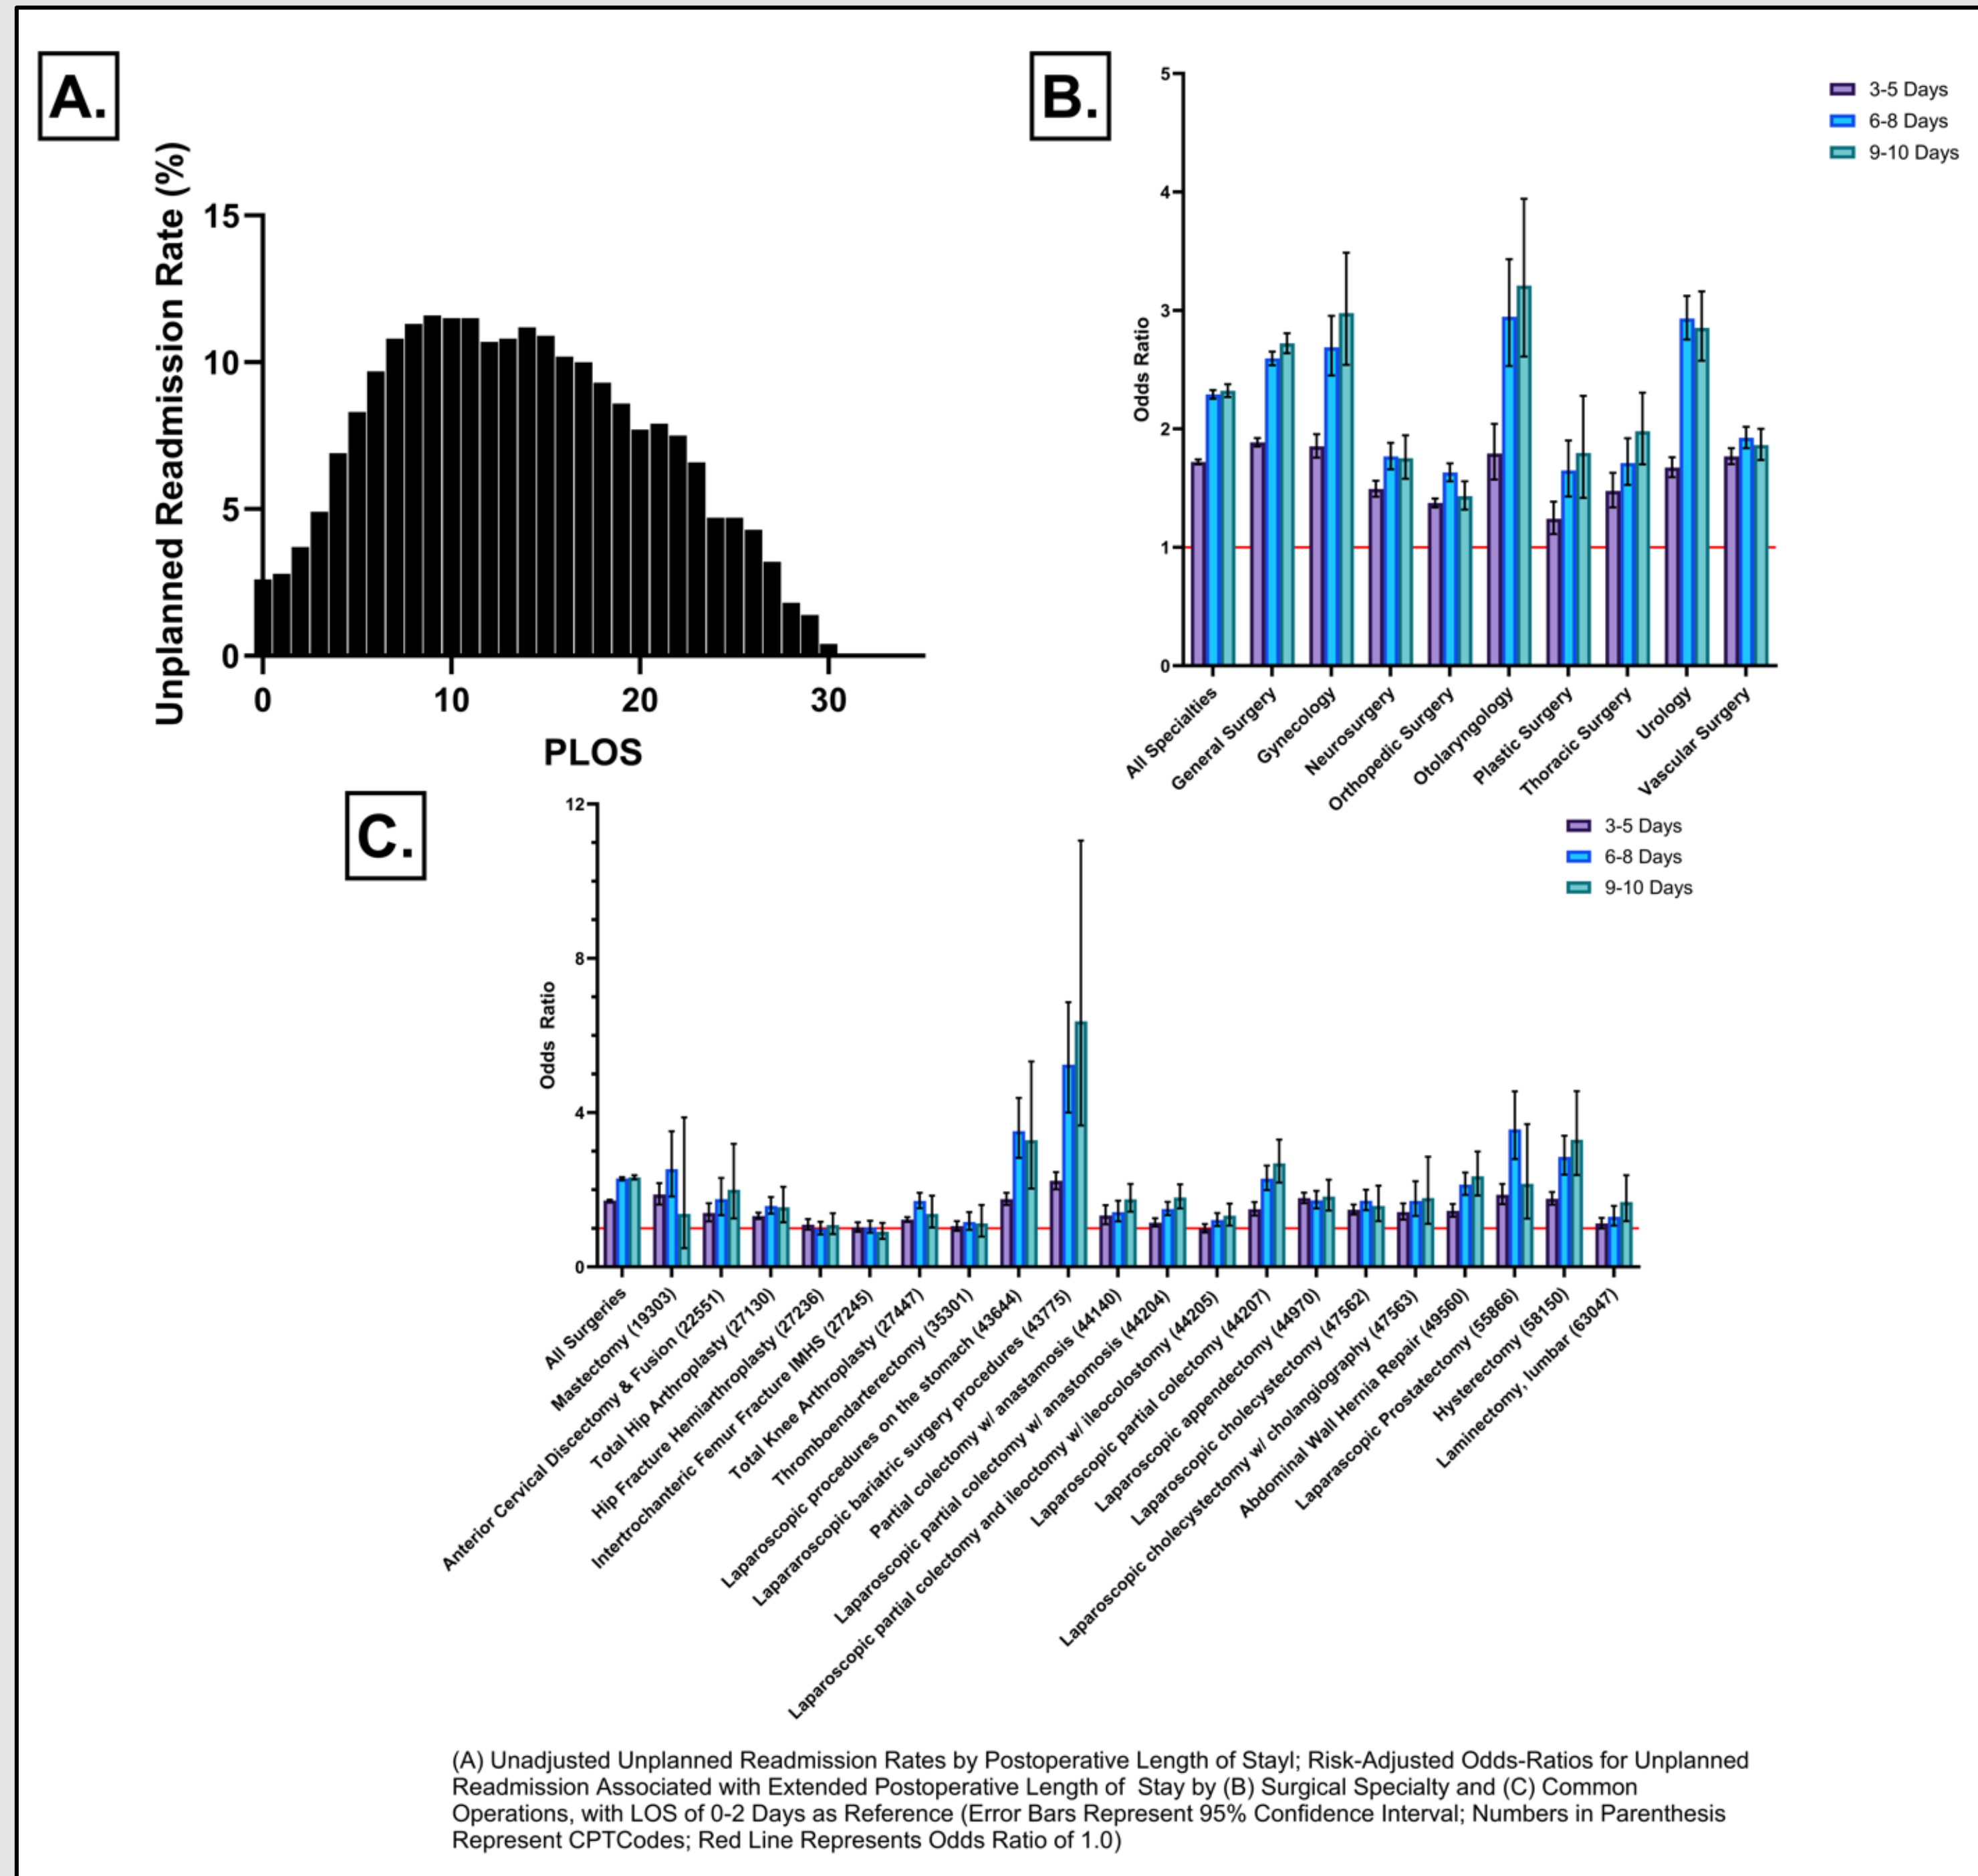 A.
Unplanned Readmission Rate (%)
15
10
5
0
0
10
20
30
PLOS
B.
Odds Ratio
5
4
3
2
1
0
3-5 Days
6-8 Days
9-10 Days
All Specialties
General Surgery
Gynecology
Neurosurgery
Orthopedic Surgery
Otolaryngology
Plastic Surgery
Thoracic Surgery
Urology
Vascular Surgery
C.
Odds Ratio
12
8
4
0
3-5 Days
6-8 Days
9-10 Days
All Surgeries
Mastectomy (19303)
Anterior Cervical Discectomy & Fusion (22551)
Total Hip Arthroplasty (27130)
Hip Fracture Hemiarthroplasty (27236)
Intertrochanteric Femur Fracture IMHS (27245)
Total Knee Arthroplasty (27447)
Thromboendarterectomy (35301)
Laparoscopic procedures on the stomach (43644)
Lapararoscopic bariatric surgery procedures (43775)
Partial colectomy w/ anastamosis (44140)
Laparoscopic partial colectomy w/ anastomosis (44204)
Laparoscopic partial colectomy and ileoctomy w/ ileocolostomy (44205)
Laparoscopic partial colectomy (44207)
Laparoscopic appendectomy (44970)
Laparoscopic cholecystectomy (47562)
Laparoscopic cholecystectomy w/ cholangiography (47563)
Abdominal Wall Hernia Repair (49560)
Laparascopic Prostatectomy (55866)
Hysterectomy (58150)
Laminectomy, lumbar (63047)
(A) Unadjusted Unplanned Readmission Rates by Postoperative Length of Stayl; Risk-Adjusted Odds-Ratios for Unplanned
Readmission Associated with Extended Postoperative Length of Stay by (B) Surgical Specialty and (C) Common
Operations, with LOS of 0-2 Days as Reference (Error Bars Represent 95% Confidence Interval; Numbers in Parenthesis
Represent CPTCodes; Red Line Represents Odds Ratio of 1.0)